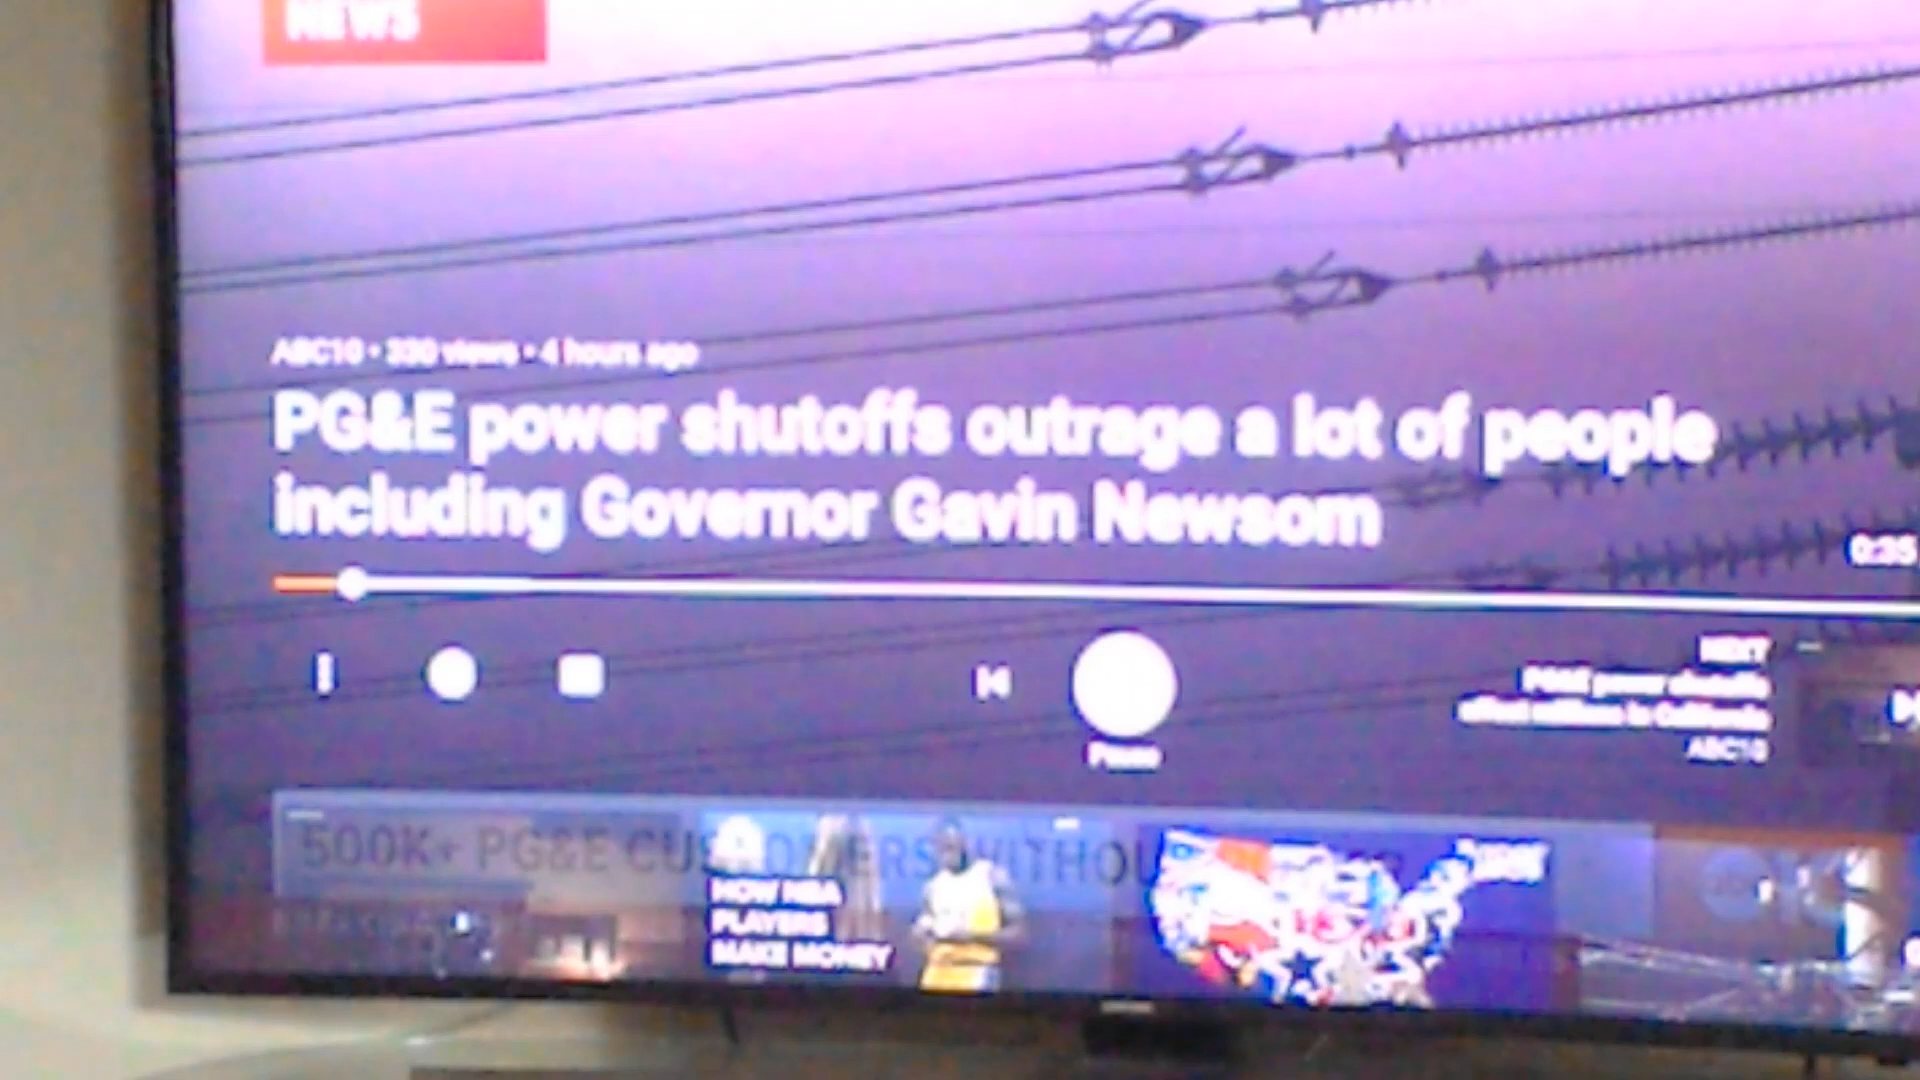 NEWS
ABC10 • 330 views • 4 hours ago
PG&E power shutoffs outrage a lot of people
including Governor Gavin Newsom
0:35
NEXT
PG&E power shutoffs
affect millions in California
ABC10
Pause
500K+ PG&E CUSTOMERS WITHOU
HOW NBA
PLAYERS
MAKE MONEY